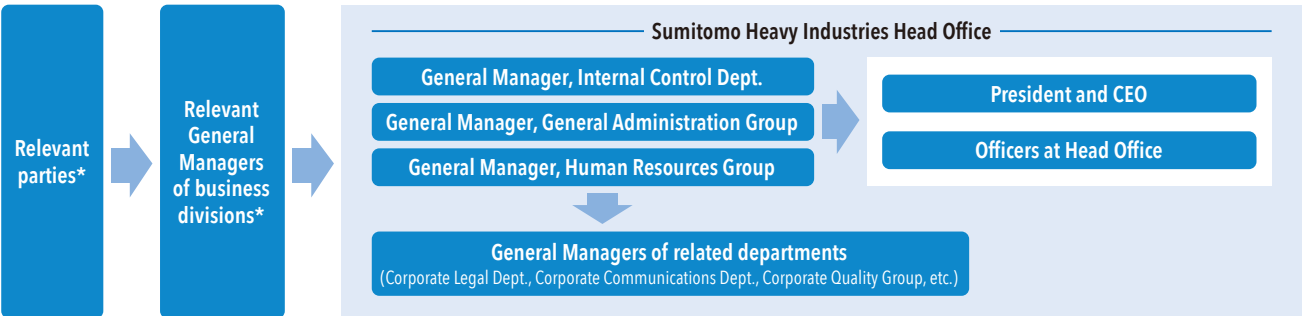 Relevant
parties*
Relevant
General
Managers
of business
divisions*
Sumitomo Heavy Industries Head Office
General Manager, Internal Control Dept.
General Manager, General Administration Group
General Manager, Human Resources Group
President and CEO
Officers at Head Office
General Managers of related departments
(Corporate Legal Dept., Corporate Communications Dept., Corporate Quality Group, etc.)